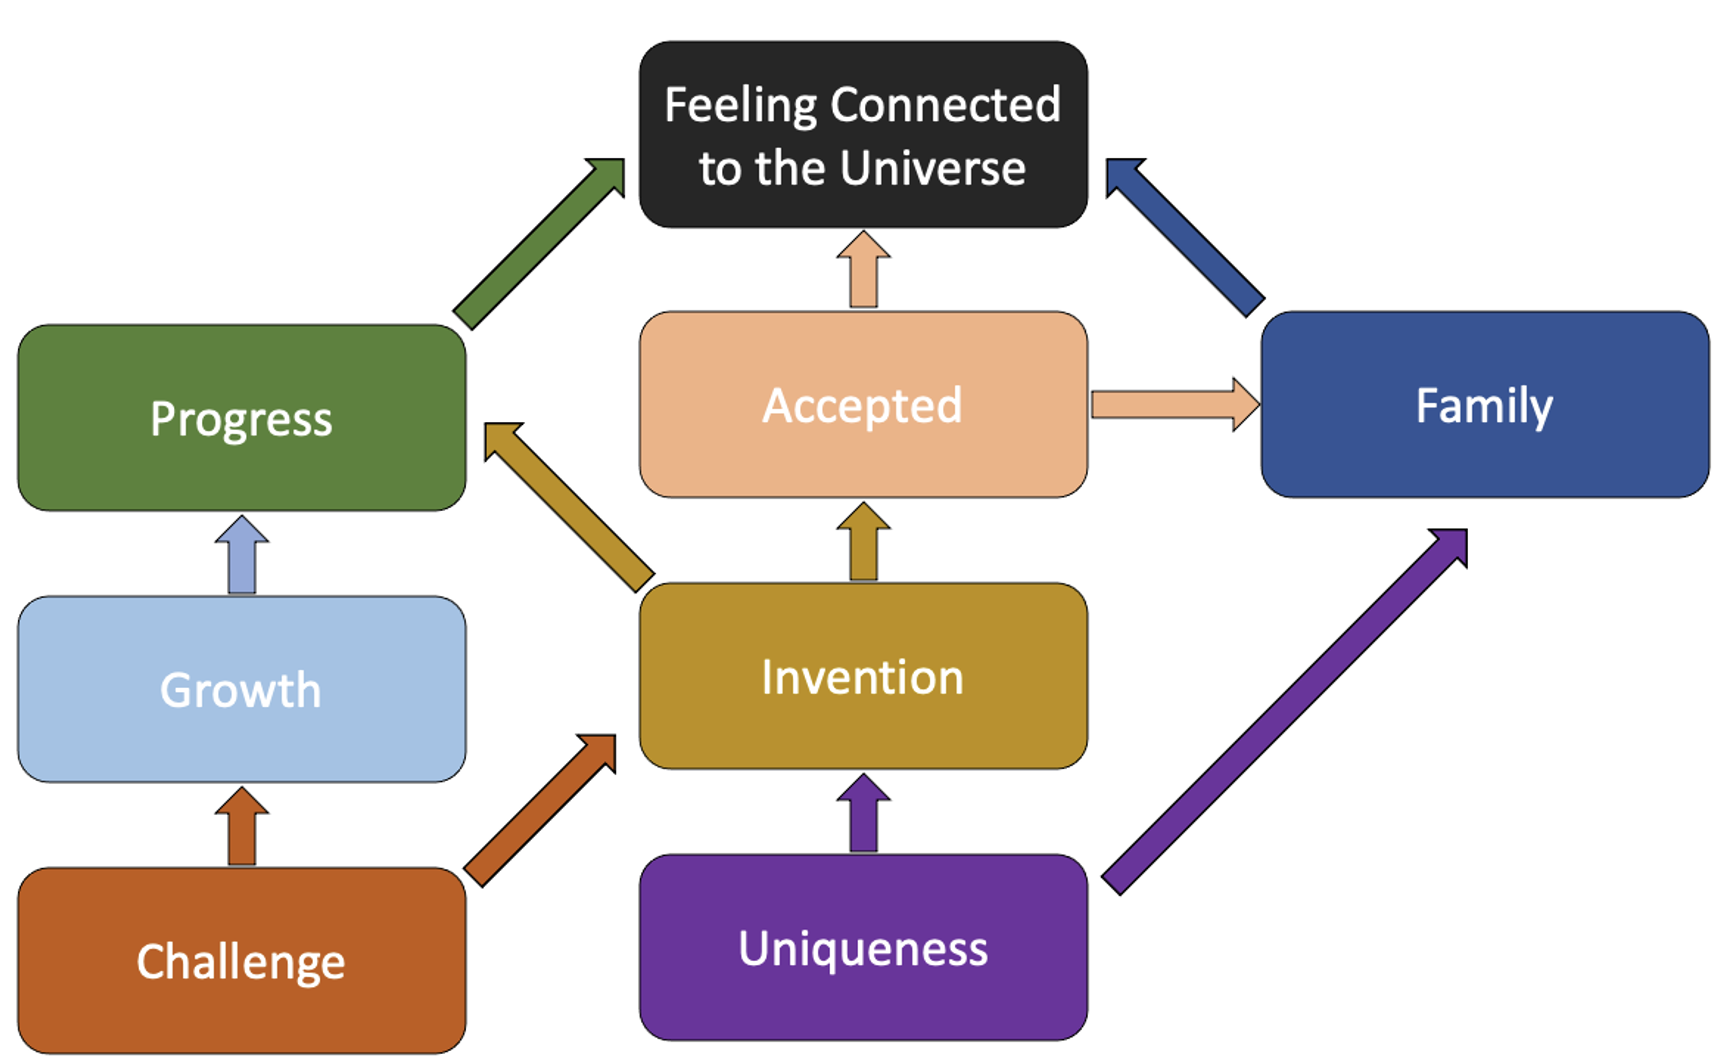 Feeling Connected
to the Universe
Progress
Accepted
Family
Growth
Invention
Challenge
Uniqueness